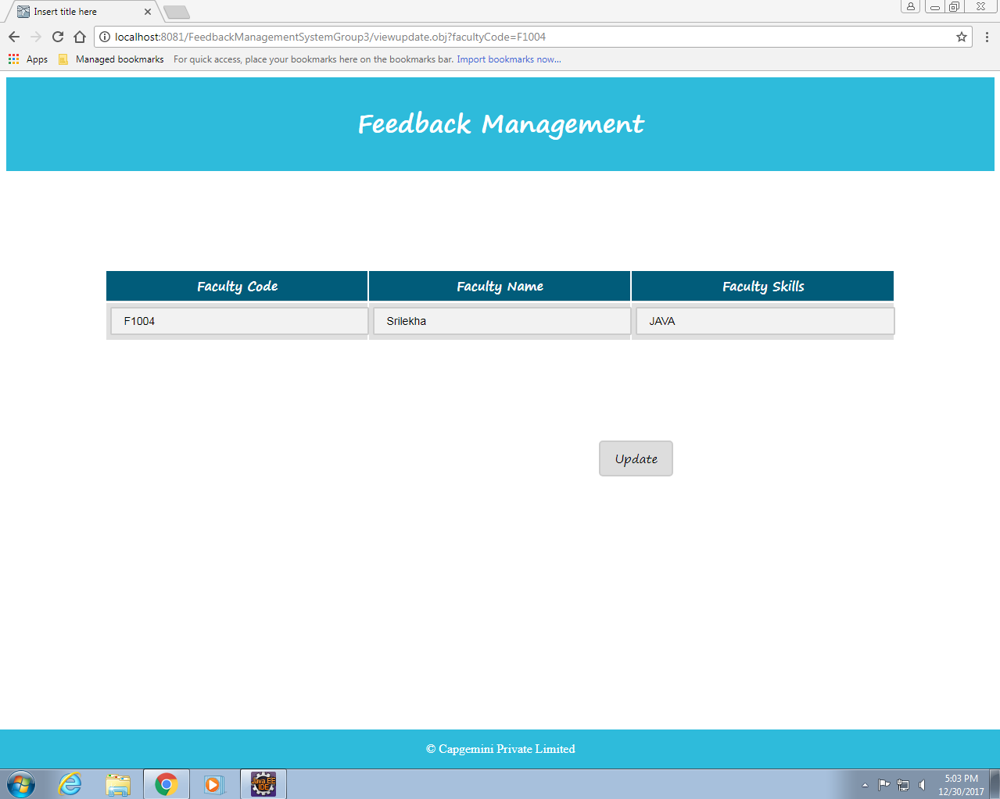 Insert title here
localhost:8081/FeedbackManagementSystemGroup3/viewupdate.obj?facultyCode=F1004
Apps Managed bookmarks For quick access, place your bookmarks here on the bookmarks bar. Import bookmarks now...
Feedback Management
Faculty Code Faculty Name Faculty Skills
F1004 Srilekha JAVA
Update
© Capgemini Private Limited
Java EE
IDE
5:03 PM
12/30/2017